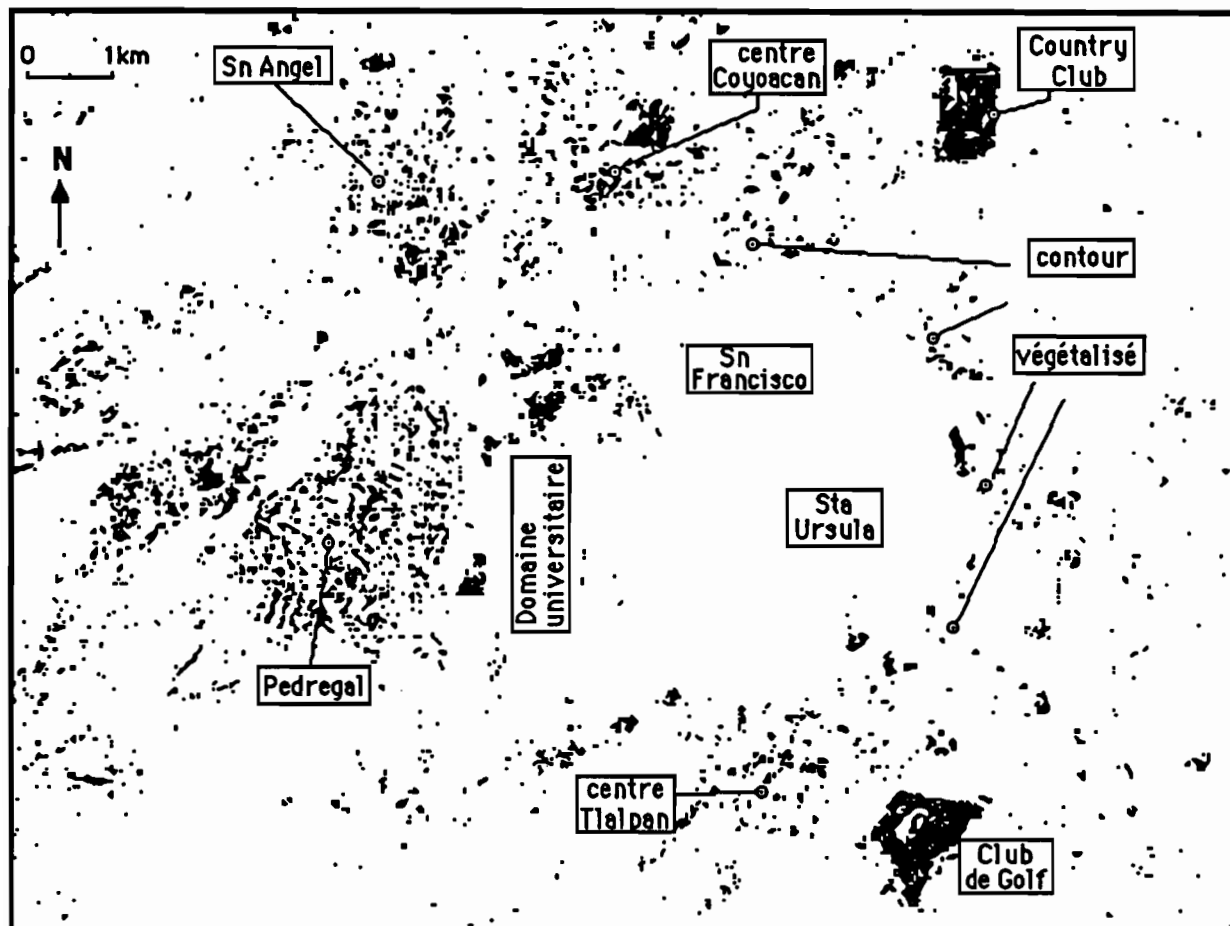 0 1km
N
Sn Angel
centre
Coyoacan
Country
Club
contour
Sn
Francisco
végétalisé
Domaine
universitaire
Sta
Ursula
Pedregal
centre
Tlalpan
Club
de Golf